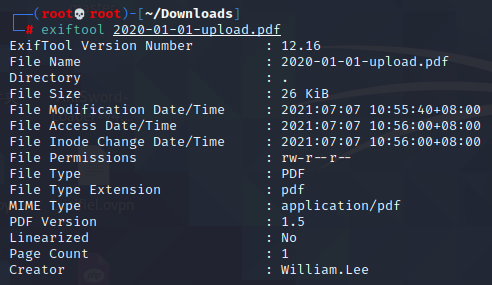 ┌──(root💀root)-[~/Downloads]
└─# exiftool 2020-01-01-upload.pdf
ExifTool Version Number : 12.16
File Name : 2020-01-01-upload.pdf
Directory : .
File Size : 26 KiB
File Modification Date/Time : 2021:07:07 10:55:40+08:00
File Access Date/Time : 2021:07:07 10:56:00+08:00
File Inode Change Date/Time : 2021:07:07 10:56:00+08:00
File Permissions : rw-r--r--
File Type : PDF
File Type Extension : pdf
MIME Type : application/pdf
PDF Version : 1.5
Linearized : No
Page Count : 1
Creator : William.Lee